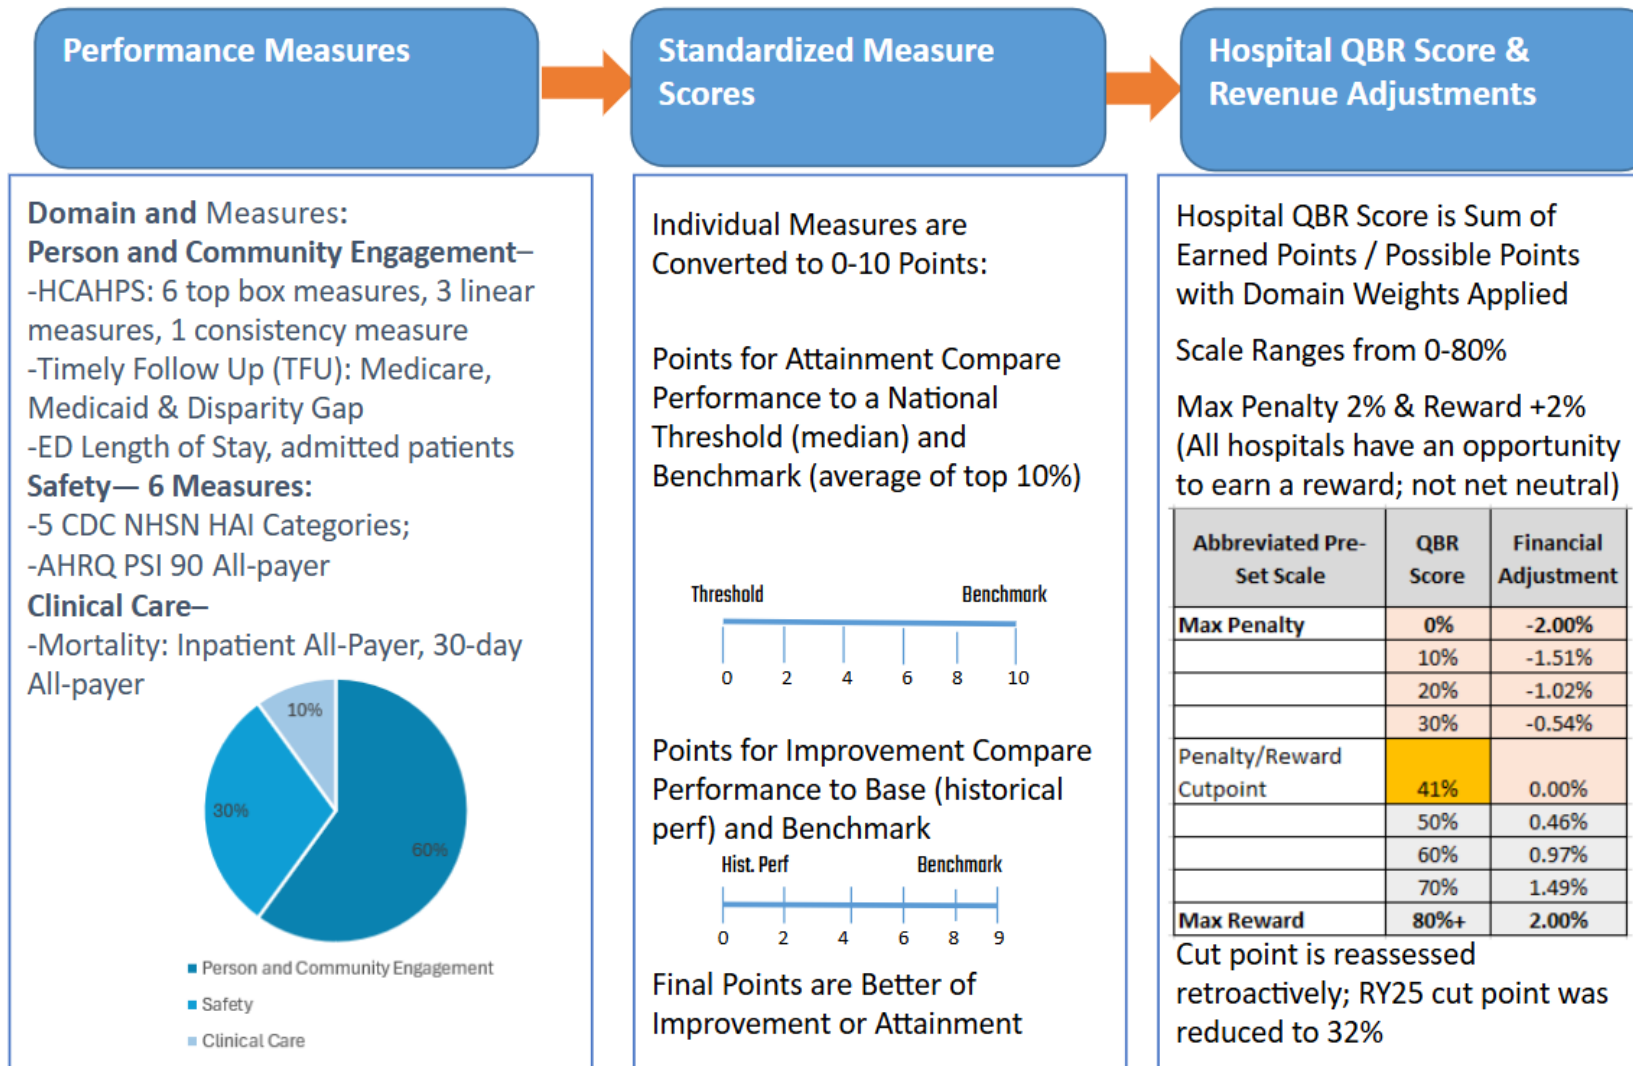 Performance Measures
Standardized Measure
Scores
Hospital QBR Score &
Revenue Adjustments
Domain and Measures:
Person and Community Engagement–
-HCAHPS: 6 top box measures, 3 linear
measures, 1 consistency measure
-Timely Follow Up (TFU): Medicare,
Medicaid & Disparity Gap
-ED Length of Stay, admitted patients
Safety— 6 Measures:
-5 CDC NHSN HAI Categories;
-AHRQ PSI 90 All-payer
Clinical Care–
-Mortality: Inpatient All-Payer, 30-day
All-payer
10%
30%
60%
Person and Community Engagement
Safety
Clinical Care
Individual Measures are
Converted to 0-10 Points:
Points for Attainment Compare
Performance to a National
Threshold (median) and
Benchmark (average of top 10%)
Threshold Benchmark
0 2 4 6 8 10
Points for Improvement Compare
Performance to Base (historical
perf) and Benchmark
Hist. Perf Benchmark
0 2 4 6 8 9
Final Points are Better of
Improvement or Attainment
Hospital QBR Score is Sum of
Earned Points / Possible Points
with Domain Weights Applied
Scale Ranges from 0-80%
Max Penalty 2% & Reward +2%
(All hospitals have an opportunity
to earn a reward; not net neutral)
Abbreviated Pre- QBR Financial
Set Scale Score Adjustment
Max Penalty 0% -2.00%
10% -1.51%
20% -1.02%
30% -0.54%
Penalty/Reward
Cutpoint 41% 0.00%
50% 0.46%
60% 0.97%
70% 1.49%
Max Reward 80%+ 2.00%
Cut point is reassessed
retroactively; RY25 cut point was
reduced to 32%